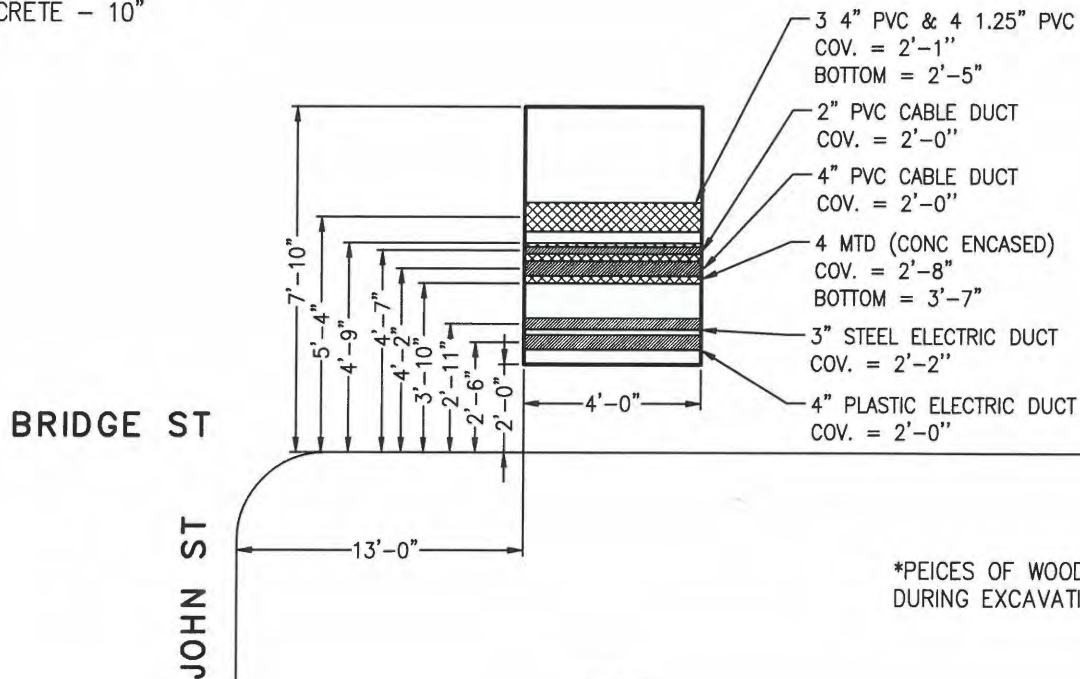 CRETE – 10"
3 4" PVC & 4 1.25" PVC
COV. = 2'-1"
BOTTOM = 2'-5"
2" PVC CABLE DUCT
COV. = 2'-0"
4" PVC CABLE DUCT
COV. = 2'-0"
4 MTD (CONC ENCASED)
COV. = 2'-8"
BOTTOM = 3'-7"
3" STEEL ELECTRIC DUCT
COV. = 2'-2"
4" PLASTIC ELECTRIC DUCT
COV. = 2'-0"
7'-10"
5'-4"
4'-9"
4'-7"
4'-2"
3'-10"
2'-11"
2'-6"
2'-0"
4'-0"
BRIDGE ST
13'-0"
JOHN ST
*PEICES OF WOOD
DURING EXCAVATI